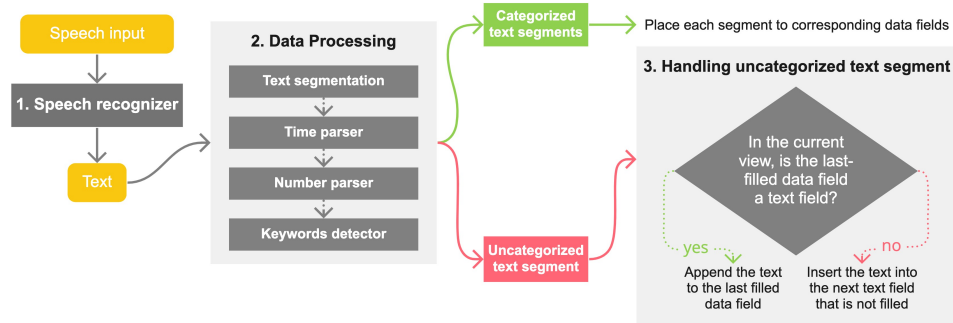 Speech input
1. Speech recognizer
Text
2. Data Processing
Text segmentation
Time parser
Number parser
Keywords detector
Categorized
text segments
Place each segment to corresponding data fields
Uncategorized
text segment
3. Handling uncategorized text segment
In the current
view, is the last-
filled data field
a text field?
yes
Append the text
to the last filled
data field
no
Insert the text into
the next text field
that is not filled